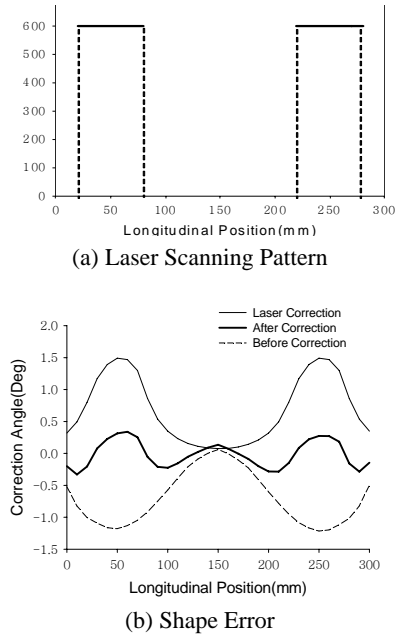 600
500
400
300
200
100
0
0 50 100 150 200 250 300
Longitudinal Position(mm)
(a) Laser Scanning Pattern
Laser Correction
After Correction
Before Correction
2.0
1.5
1.0
0.5
0.0
-0.5
-1.0
-1.5
Correction Angle(Deg)
0 50 100 150 200 250 300
Longitudinal Position(mm)
(b) Shape Error